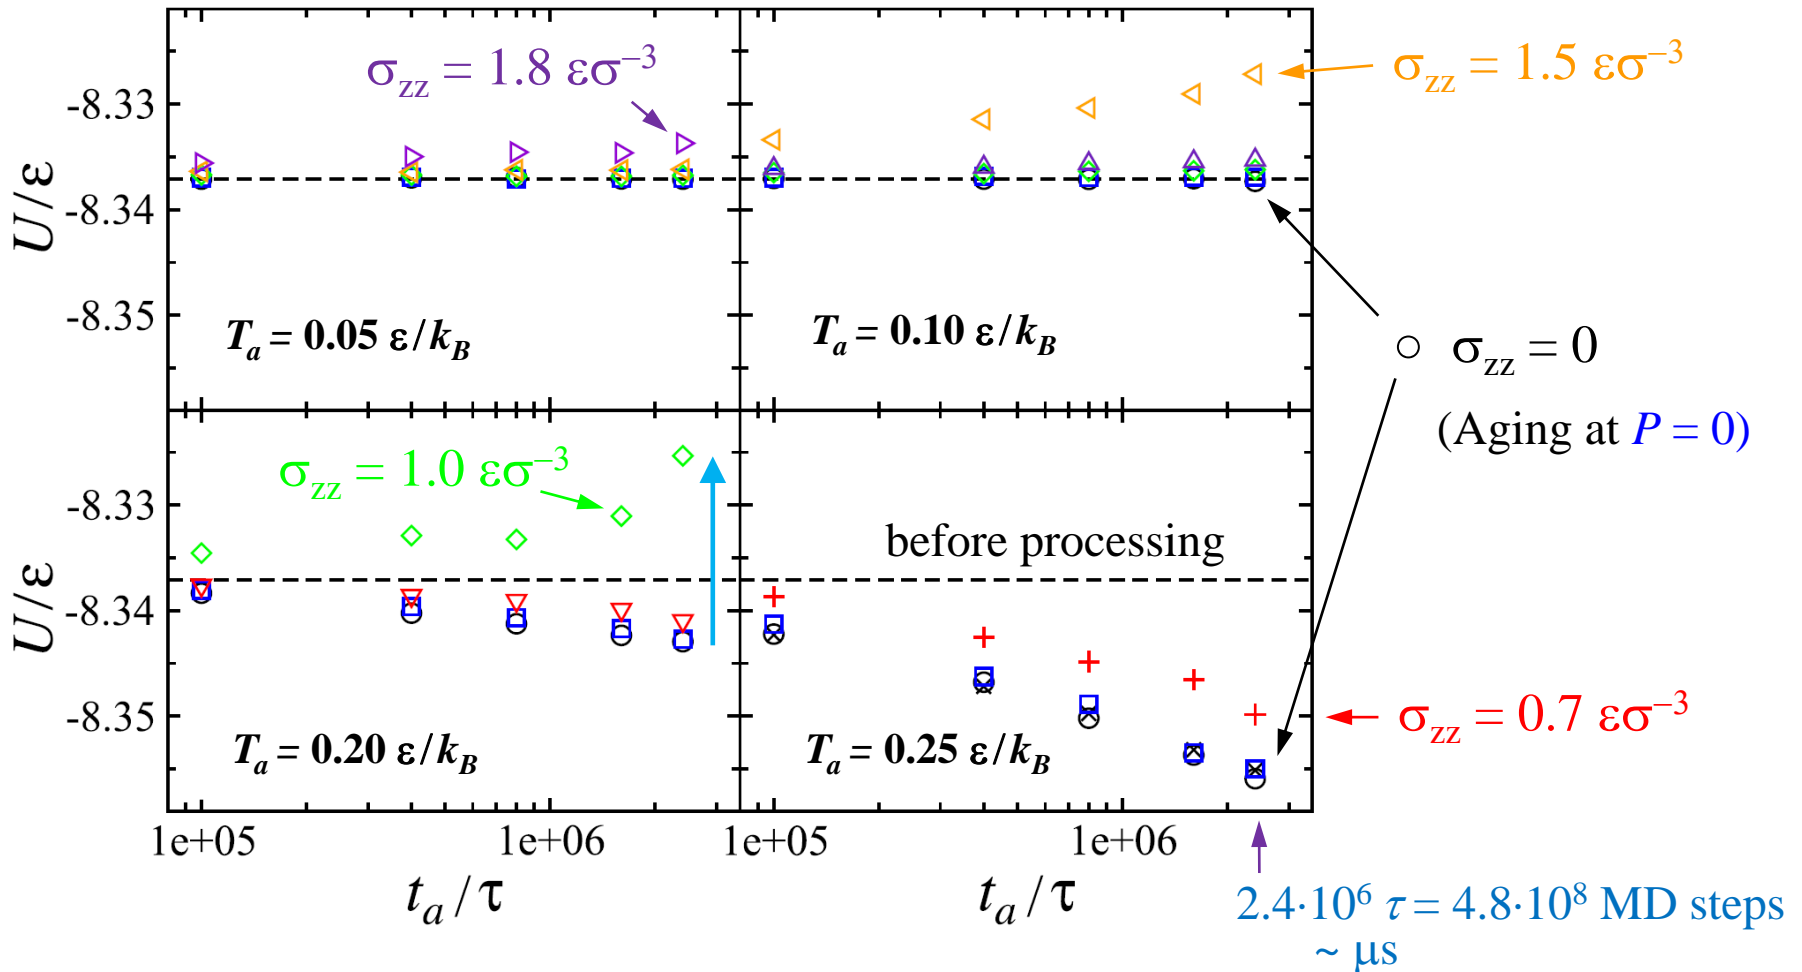 σzz = 1.8 εσ⁻³
σzz = 1.5 εσ⁻³
-8.33
-8.34
-8.35
U/ε
Ta = 0.05 ε/kB
Ta = 0.10 ε/kB
σzz = 0
(Aging at P = 0)
σzz = 1.0 εσ⁻³
before processing
-8.33
-8.34
-8.35
U/ε
σzz = 0.7 εσ⁻³
Ta = 0.20 ε/kB
Ta = 0.25 ε/kB
1e+05
1e+06
1e+05
1e+06
ta/τ
ta/τ
2.4·10⁶ τ = 4.8·10⁸ MD steps
~ μs